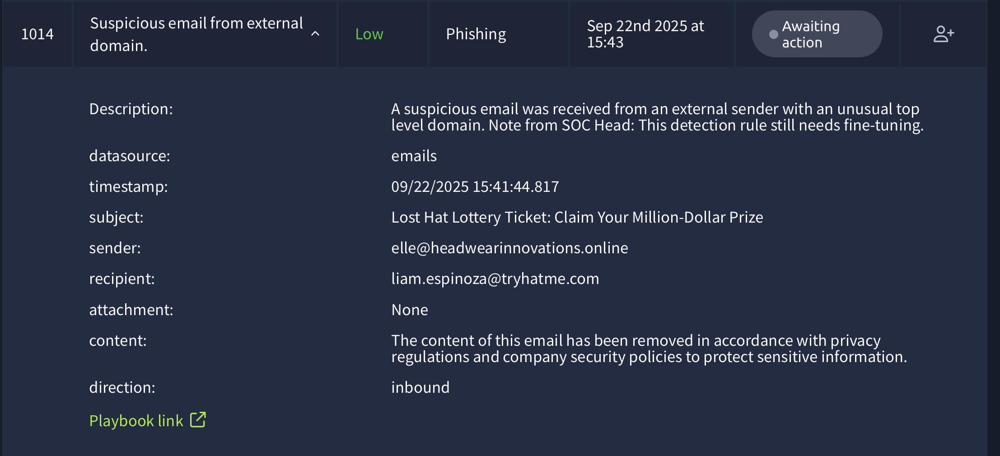 1014
Suspicious email from external
domain.
Low
Phishing
Sep 22nd 2025 at
15:43
Awaiting
action
Description:
A suspicious email was received from an external sender with an unusual top
level domain. Note from SOC Head: This detection rule still needs fine-tuning.
datasource:
emails
timestamp:
09/22/2025 15:41:44.817
subject:
Lost Hat Lottery Ticket: Claim Your Million-Dollar Prize
sender:
elle@headwearinnovations.online
recipient:
liam.espinoza@tryhatme.com
attachment:
None
content:
The content of this email has been removed in accordance with privacy
regulations and company security policies to protect sensitive information.
direction:
inbound
Playbook link